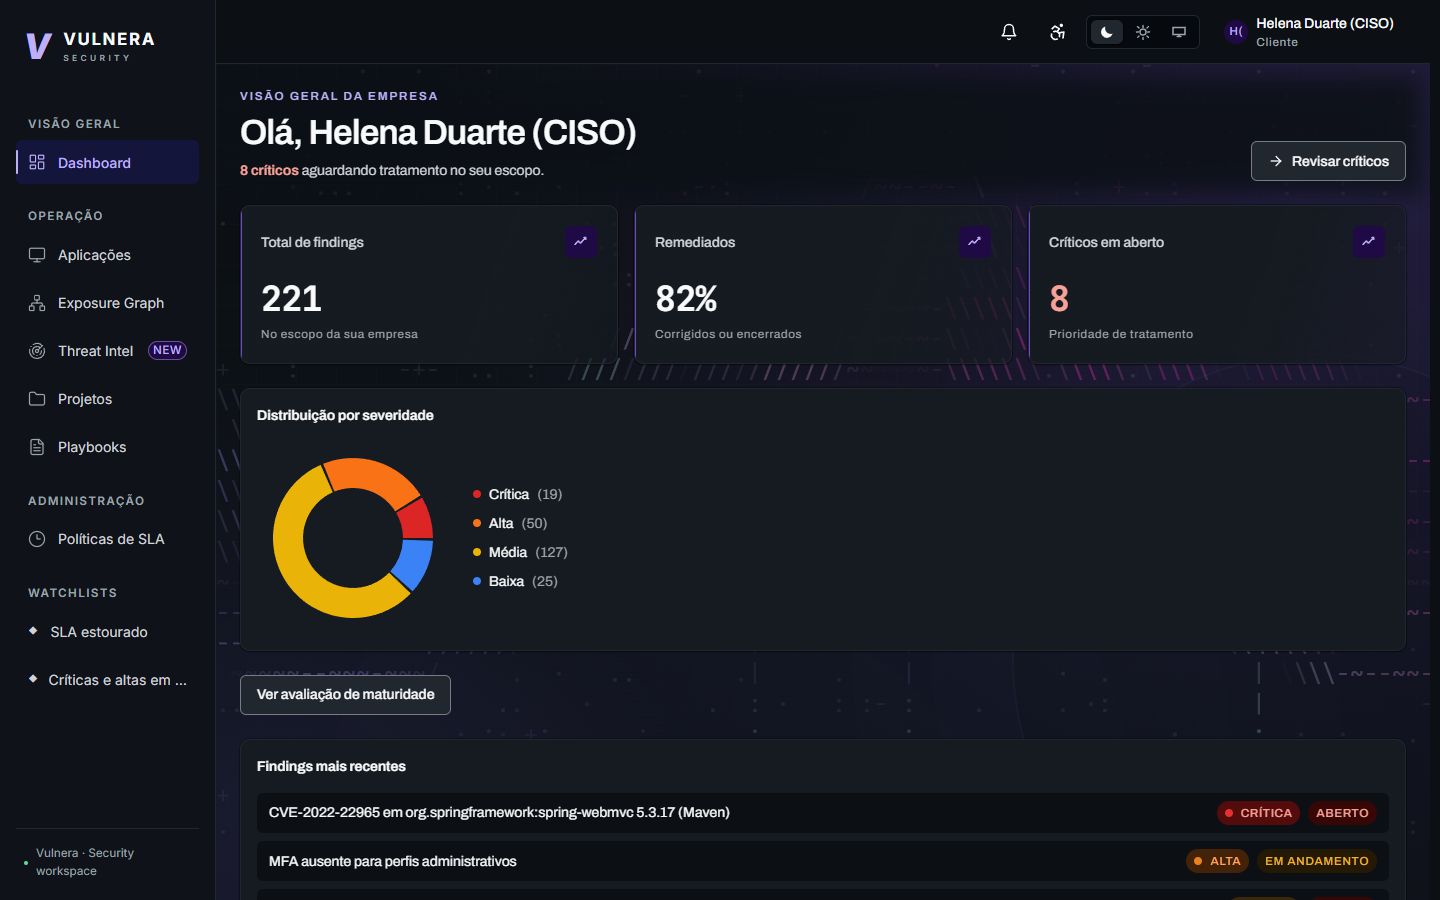 VULNERA
SECURITY
VISÃO GERAL
Dashboard
OPERAÇÃO
Aplicações
Exposure Graph
Threat Intel NEW
Projetos
Playbooks
ADMINISTRAÇÃO
Políticas de SLA
WATCHLISTS
SLA estourado
Críticas e altas em ...
Vulnera · Security
workspace
H(
Helena Duarte (CISO)
Cliente
VISÃO GERAL DA EMPRESA
Olá, Helena Duarte (CISO)
8 críticos aguardando tratamento no seu escopo.
Revisar críticos
Total de findings
221
No escopo da sua empresa
Remediados
82%
Corrigidos ou encerrados
Críticos em aberto
8
Prioridade de tratamento
Distribuição por severidade
Crítica (19)
Alta (50)
Média (127)
Baixa (25)
Ver avaliação de maturidade
Findings mais recentes
CVE-2022-22965 em org.springframework:spring-webmvc 5.3.17 (Maven) CRÍTICA ABERTO
MFA ausente para perfis administrativos ALTA EM ANDAMENTO